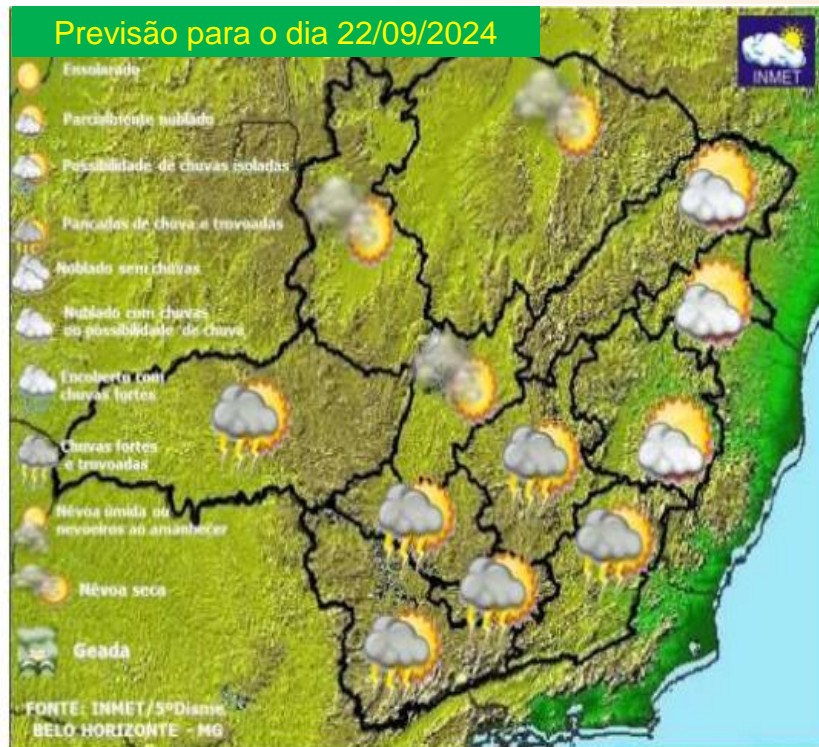 Previsão para o dia 22/09/2024
INMET
Ensolarado
Parcialmente nublado
Possibilidade de chuvas isoladas
Pancadas de chuva e trovoadas
Noblado sem chuvas
Nublado com chuvas
ou possibilidade de chuva
Encoberto com
chuvas fortes
Chuvas fortes
e trovoadas
Névoa úmida ou
nevoeiros ao amanhecer
Névoa seca
Geada
FONTE: INMET/5ºDisme
BELO HORIZONTE - MG